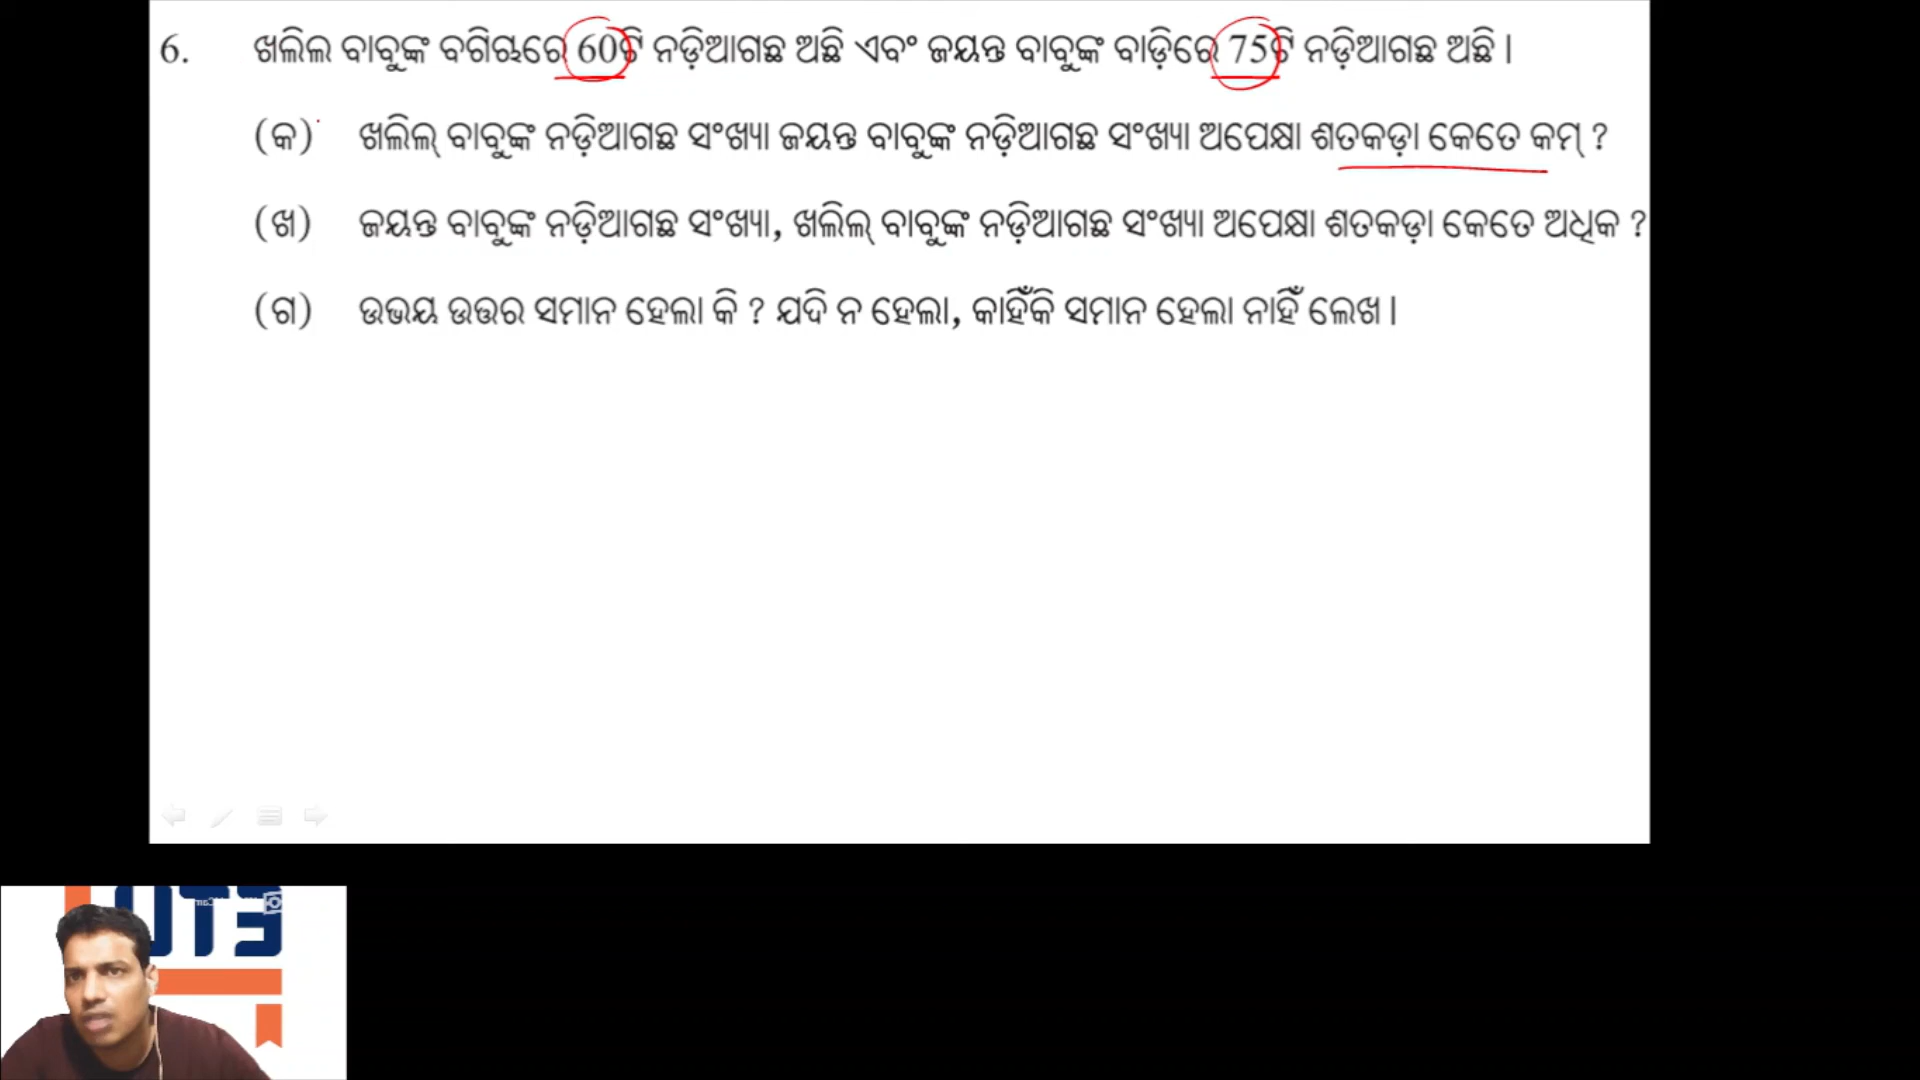 6. ଖଲିଲ ବାବୁଙ୍କ ବଗିଚାରେ 60ଟି ନଡ଼ିଆଗଛ ଅଛି ଏବଂ ଜୟନ୍ତ ବାବୁଙ୍କ ବାଡ଼ିରେ 75ଟି ନଡ଼ିଆଗଛ ଅଛି ।
(କ) ଖଲିଲ୍ ବାବୁଙ୍କ ନଡ଼ିଆଗଛ ସଂଖ୍ୟା ଜୟନ୍ତ ବାବୁଙ୍କ ନଡ଼ିଆଗଛ ସଂଖ୍ୟା ଅପେକ୍ଷା ଶତକଡ଼ା କେତେ କମ୍ ?
(ଖ) ଜୟନ୍ତ ବାବୁଙ୍କ ନଡ଼ିଆଗଛ ସଂଖ୍ୟା, ଖଲିଲ୍ ବାବୁଙ୍କ ନଡ଼ିଆଗଛ ସଂଖ୍ୟା ଅପେକ୍ଷା ଶତକଡ଼ା କେତେ ଅଧିକ ?
(ଗ) ଉଭୟ ଉତ୍ତର ସମାନ ହେଲା କି ? ଯଦି ନ ହେଲା, କାହିଁକି ସମାନ ହେଲା ନାହିଁ ଲେଖ ।